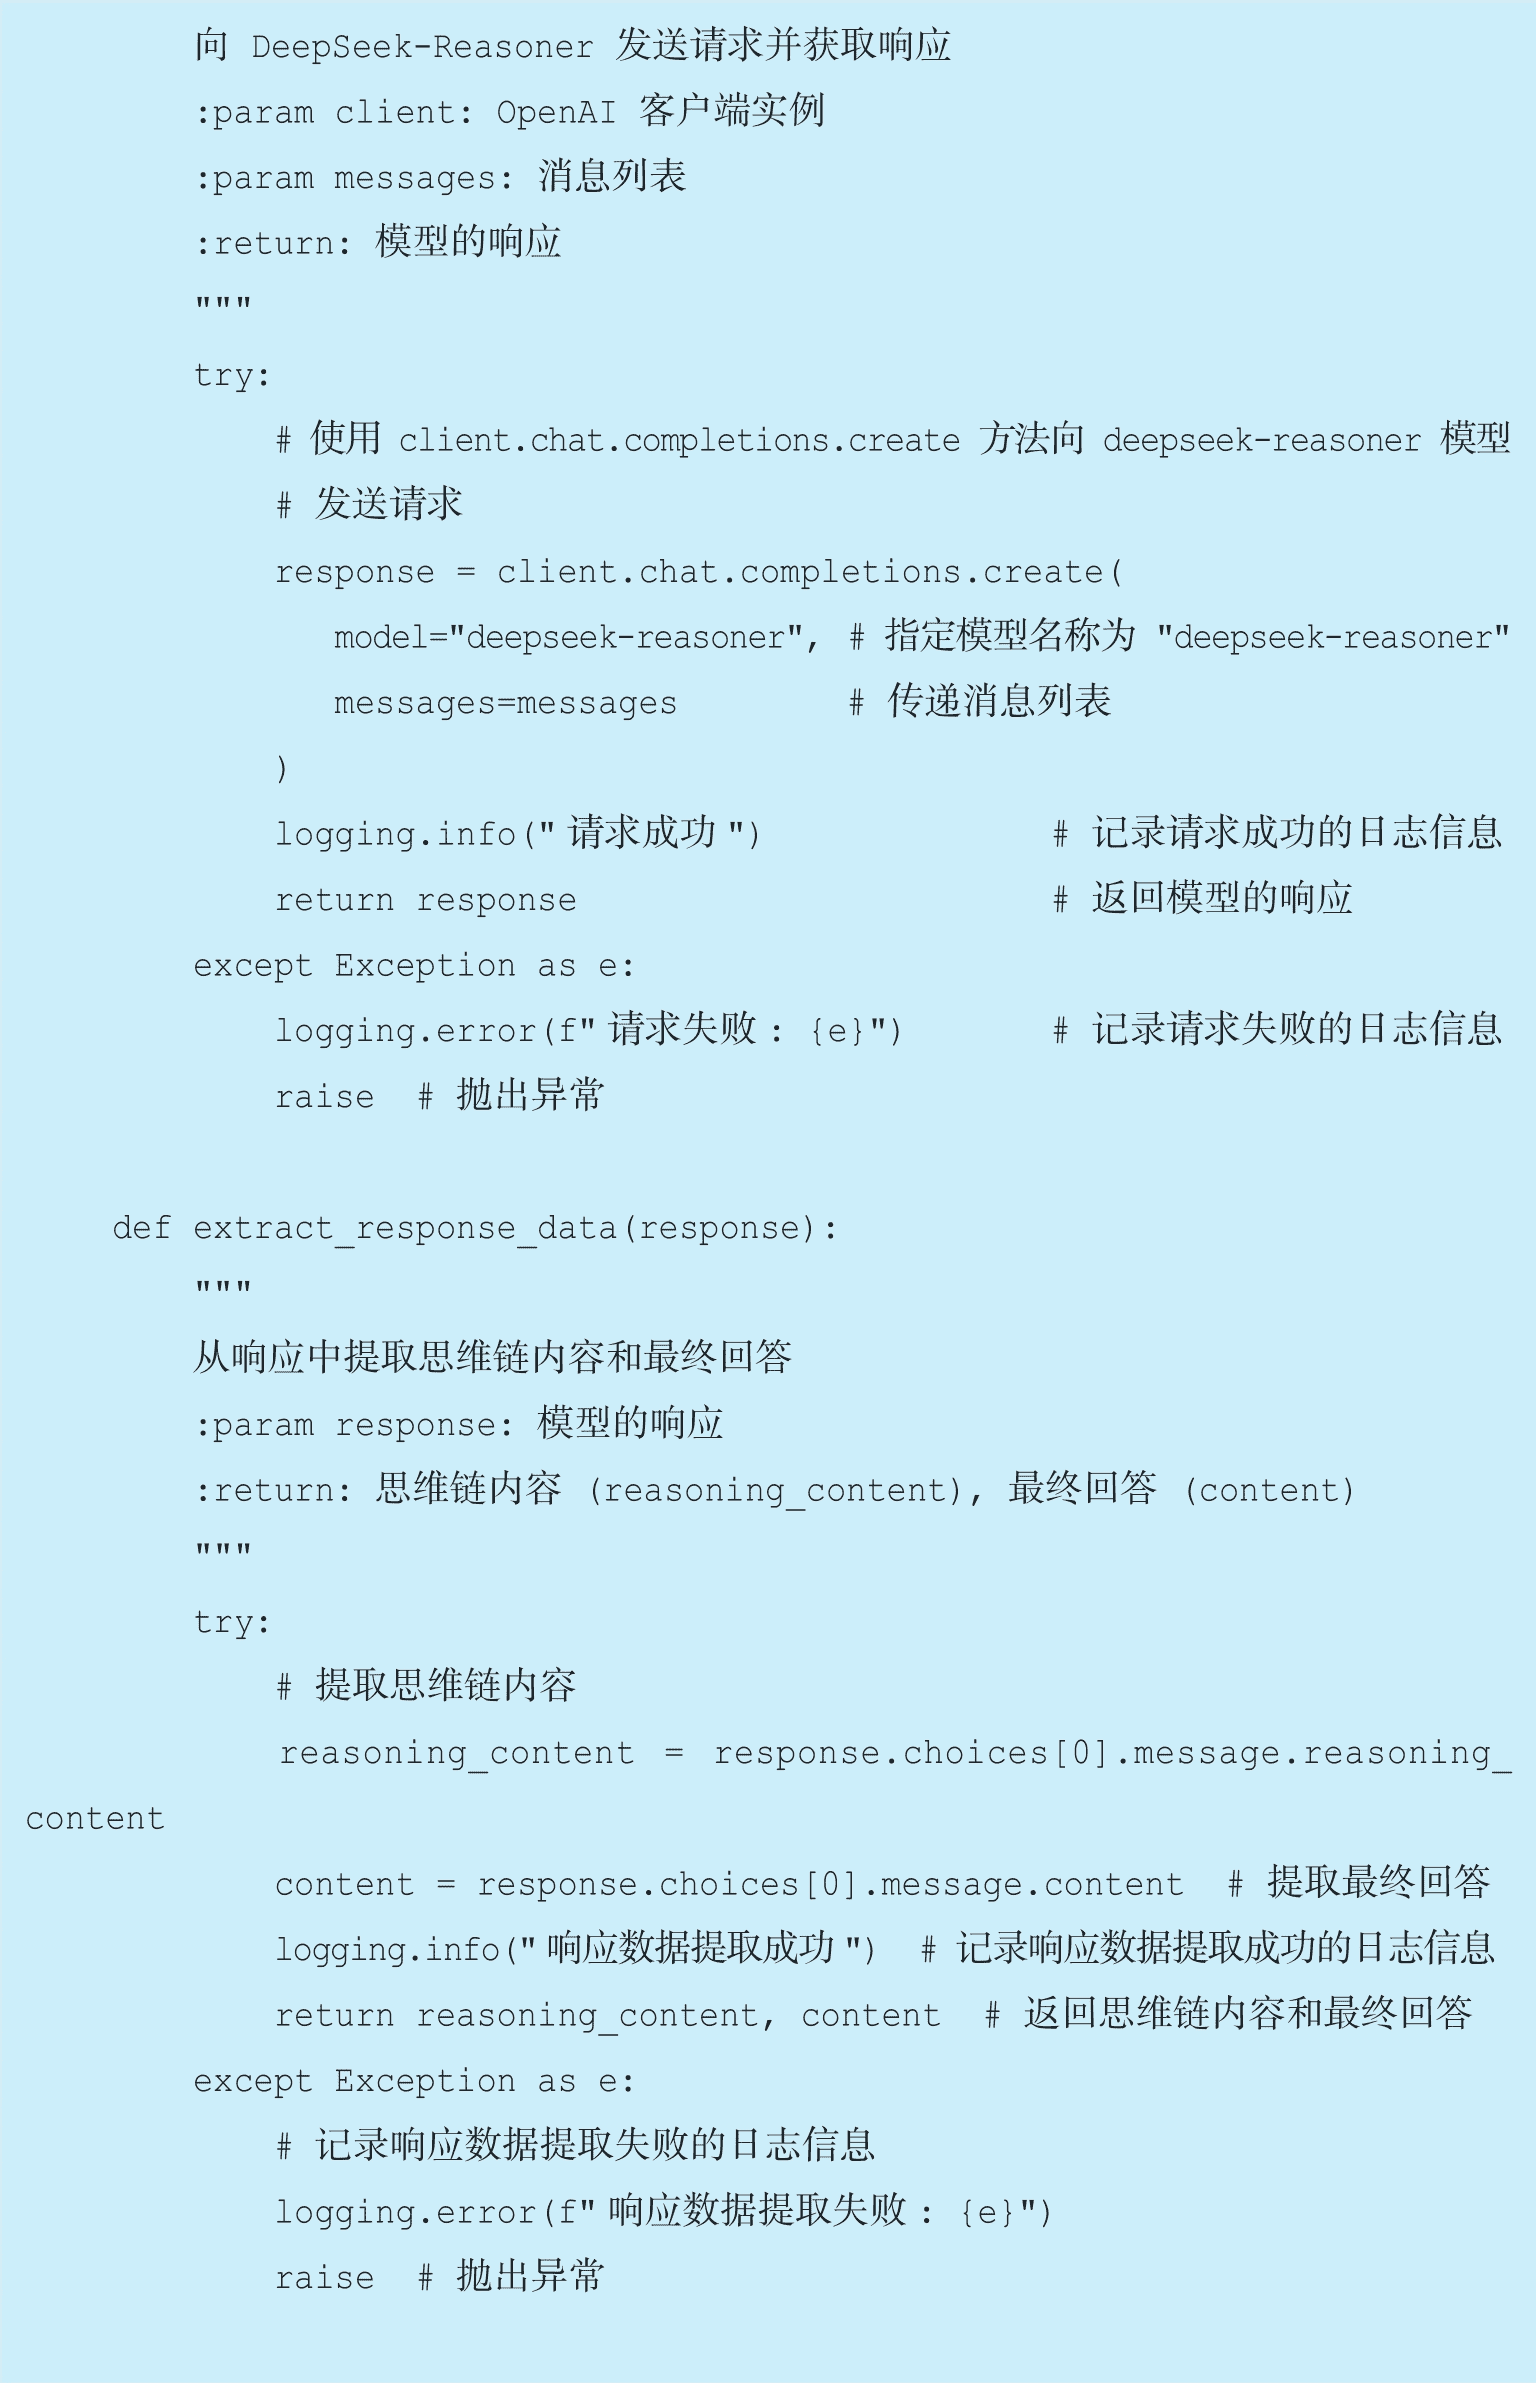 向 DeepSeek-Reasoner 发送请求并获取响应
:param client: OpenAI 客户端实例
:param messages: 消息列表
:return: 模型的响应
"""
try:
# 使用 client.chat.completions.create 方法向 deepseek-reasoner 模型
# 发送请求
response = client.chat.completions.create(
model="deepseek-reasoner", # 指定模型名称为 "deepseek-reasoner"
messages=messages # 传递消息列表
)
logging.info("请求成功") # 记录请求成功的日志信息
return response # 返回模型的响应
except Exception as e:
logging.error(f"请求失败: {e}") # 记录请求失败的日志信息
raise # 抛出异常
def extract_response_data(response):
"""
从响应中提取思维链内容和最终回答
:param response: 模型的响应
:return: 思维链内容 (reasoning_content), 最终回答 (content)
"""
try:
# 提取思维链内容
reasoning_content = response.choices[0].message.reasoning_
content
content = response.choices[0].message.content # 提取最终回答
logging.info("响应数据提取成功") # 记录响应数据提取成功的日志信息
return reasoning_content, content # 返回思维链内容和最终回答
except Exception as e:
# 记录响应数据提取失败的日志信息
logging.error(f"响应数据提取失败: {e}")
raise # 抛出异常